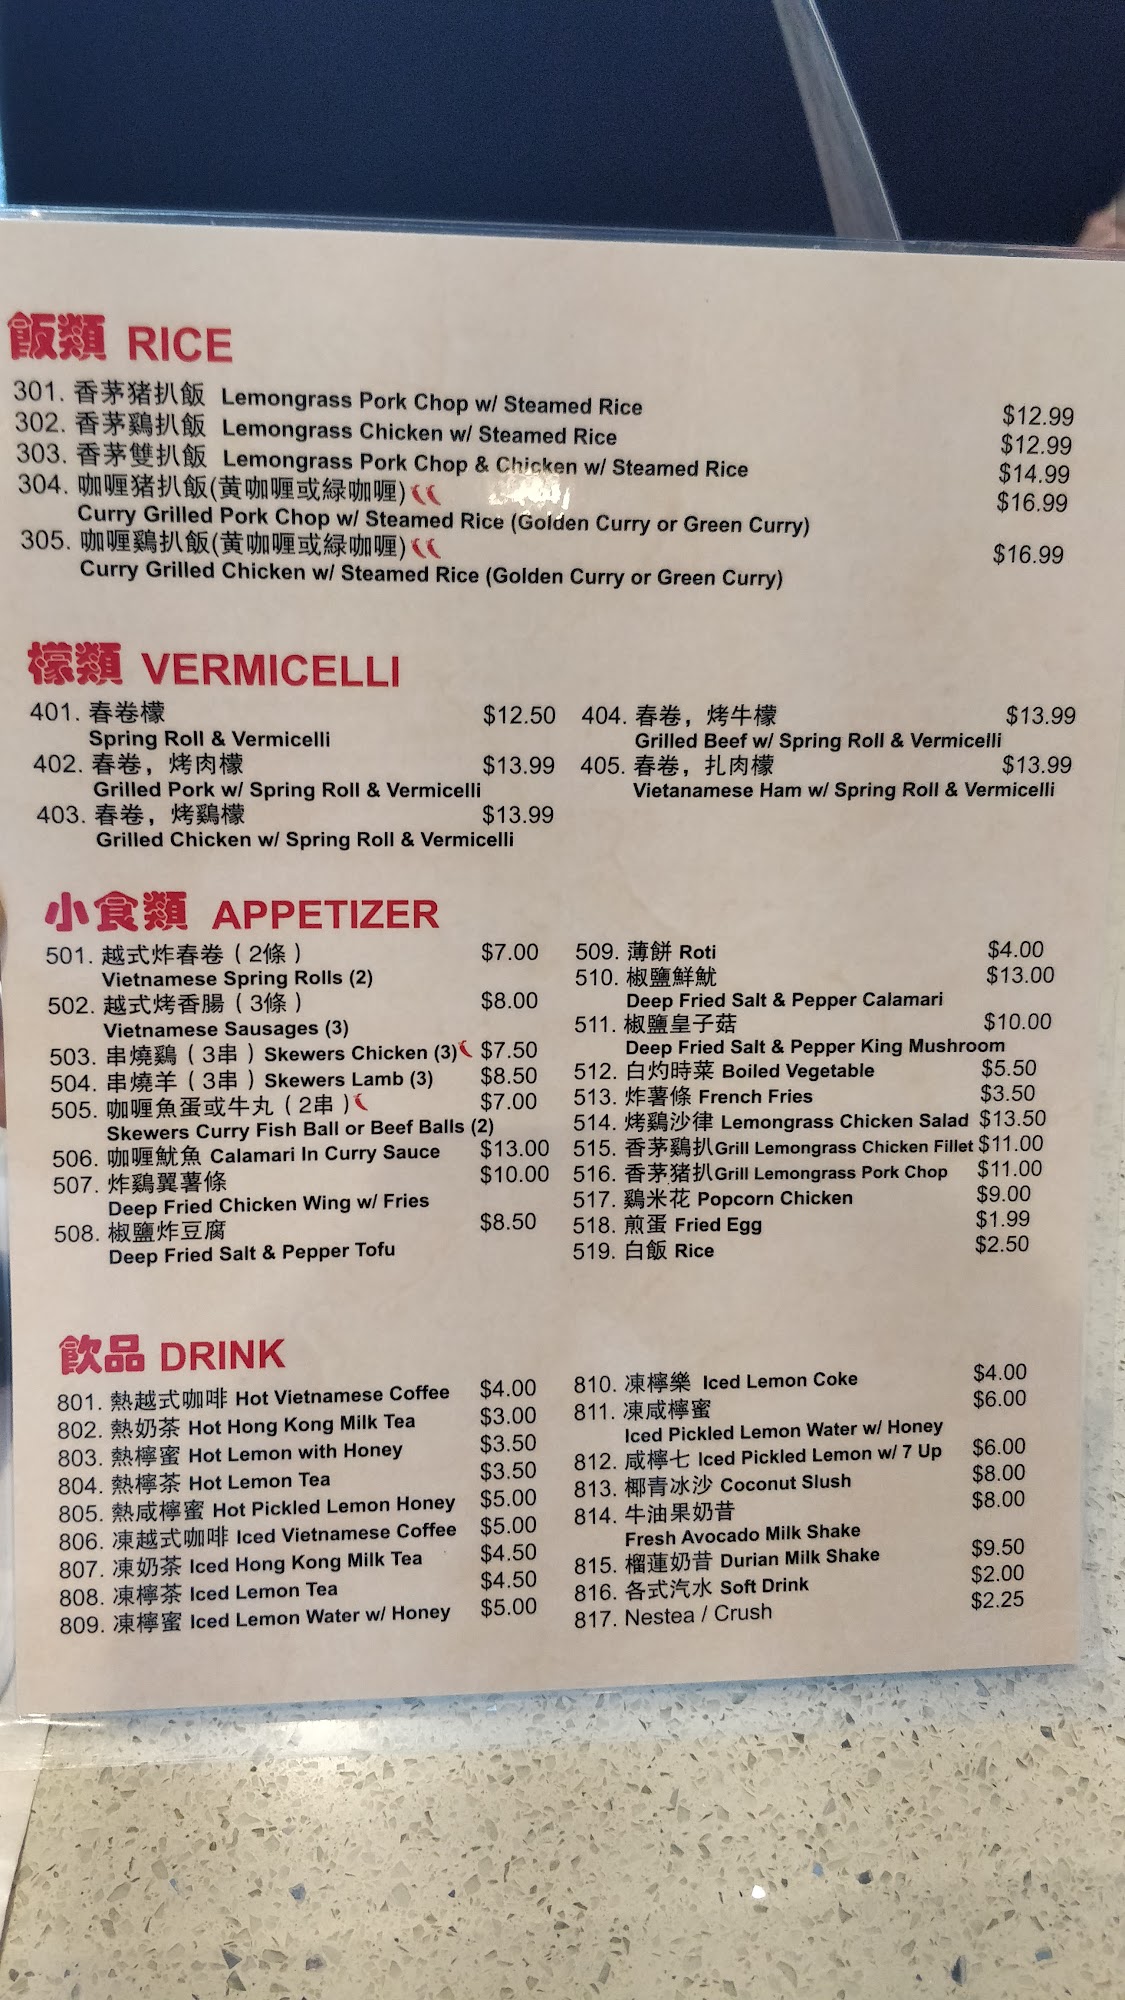 飯類 RICE
301. 香茅猪扒飯 Lemongrass Pork Chop w/ Steamed Rice $12.99
302. 香茅鷄扒飯 Lemongrass Chicken w/ Steamed Rice $12.99
303. 香茅雙扒飯 Lemongrass Pork Chop & Chicken w/ Steamed Rice $14.99
304. 咖喱猪扒飯(黄咖喱或緑咖喱) $16.99
Curry Grilled Pork Chop w/ Steamed Rice (Golden Curry or Green Curry)
305. 咖喱鷄扒飯(黄咖喱或緑咖喱) $16.99
Curry Grilled Chicken w/ Steamed Rice (Golden Curry or Green Curry)
檬類 VERMICELLI
401. 春卷檬 $12.50
Spring Roll & Vermicelli
402. 春卷，烤肉檬 $13.99
Grilled Pork w/ Spring Roll & Vermicelli
403. 春卷，烤鷄檬 $13.99
Grilled Chicken w/ Spring Roll & Vermicelli
404. 春卷，烤牛檬 $13.99
Grilled Beef w/ Spring Roll & Vermicelli
405. 春卷，扎肉檬 $13.99
Vietanamese Ham w/ Spring Roll & Vermicelli
小食類 APPETIZER
501. 越式炸春卷（2條） $7.00
Vietnamese Spring Rolls (2)
502. 越式烤香腸（3條） $8.00
Vietnamese Sausages (3)
503. 串燒鷄（3串）Skewers Chicken (3) $7.50
504. 串燒羊（3串）Skewers Lamb (3) $8.50
505. 咖喱魚蛋或牛丸（2串） $7.00
Skewers Curry Fish Ball or Beef Balls (2)
506. 咖喱魷魚 Calamari In Curry Sauce $13.00
507. 炸鷄翼薯條 $10.00
Deep Fried Chicken Wing w/ Fries
508. 椒鹽炸豆腐 $8.50
Deep Fried Salt & Pepper Tofu
509. 薄餅 Roti $4.00
510. 椒鹽鮮魷 $13.00
Deep Fried Salt & Pepper Calamari
511. 椒鹽皇子菇 $10.00
Deep Fried Salt & Pepper King Mushroom
512. 白灼時菜 Boiled Vegetable $5.50
513. 炸薯條 French Fries $3.50
514. 烤鷄沙律 Lemongrass Chicken Salad $13.50
515. 香茅鷄扒Grill Lemongrass Chicken Fillet $11.00
516. 香茅猪扒Grill Lemongrass Pork Chop $11.00
517. 鷄米花 Popcorn Chicken $9.00
518. 煎蛋 Fried Egg $1.99
519. 白飯 Rice $2.50
飲品 DRINK
801. 熱越式咖啡 Hot Vietnamese Coffee $4.00
802. 熱奶茶 Hot Hong Kong Milk Tea $3.00
803. 熱檸蜜 Hot Lemon with Honey $3.50
804. 熱檸茶 Hot Lemon Tea $3.50
805. 熱咸檸蜜 Hot Pickled Lemon Honey $5.00
806. 凍越式咖啡 Iced Vietnamese Coffee $5.00
807. 凍奶茶 Iced Hong Kong Milk Tea $4.50
808. 凍檸茶 Iced Lemon Tea $4.50
809. 凍檸蜜 Iced Lemon Water w/ Honey $5.00
810. 凍檸樂 Iced Lemon Coke $4.00
811. 凍咸檸蜜 $6.00
Iced Pickled Lemon Water w/ Honey
812. 咸檸七 Iced Pickled Lemon w/ 7 Up $6.00
813. 椰青冰沙 Coconut Slush $8.00
814. 牛油果奶昔 $8.00
Fresh Avocado Milk Shake
815. 榴蓮奶昔 Durian Milk Shake $9.50
816. 各式汽水 Soft Drink $2.00
817. Nestea / Crush $2.25